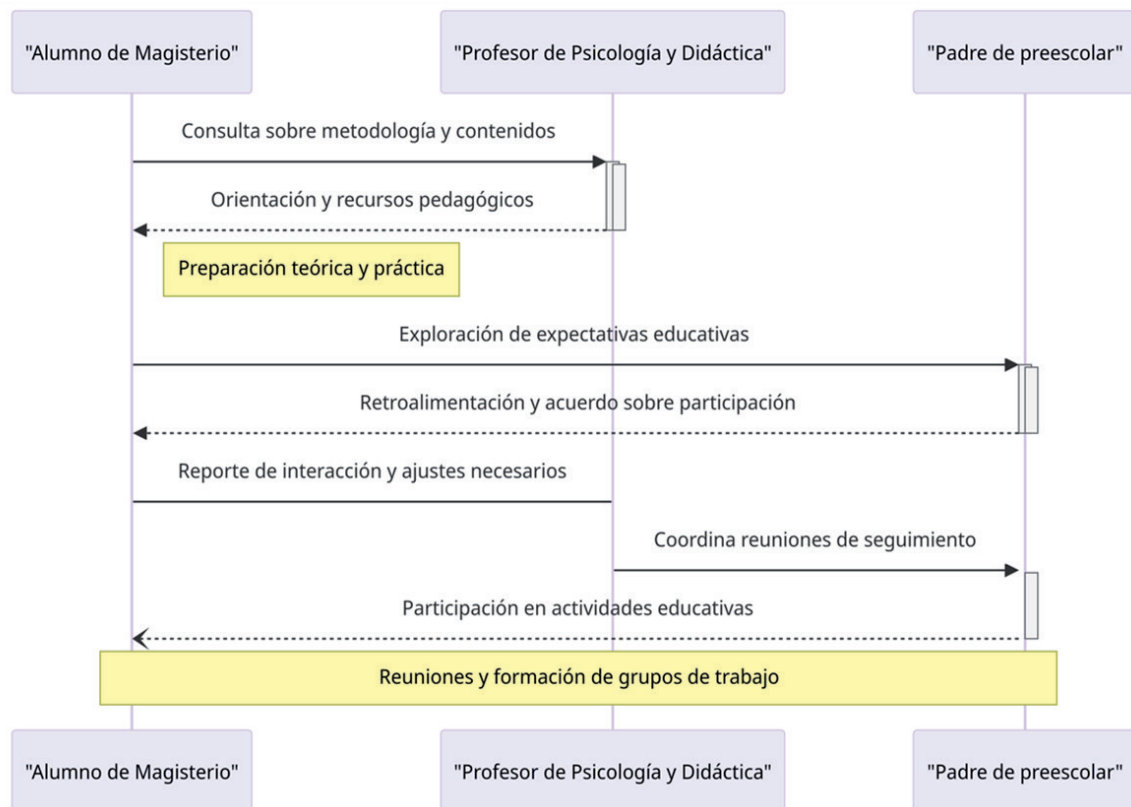 "Alumno de Magisterio"
"Profesor de Psicología y Didáctica"
"Padre de preescolar"
Consulta sobre metodología y contenidos
Orientación y recursos pedagógicos
Preparación teórica y práctica
Exploración de expectativas educativas
Retroalimentación y acuerdo sobre participación
Reporte de interacción y ajustes necesarios
Coordina reuniones de seguimiento
Participación en actividades educativas
Reuniones y formación de grupos de trabajo
"Alumno de Magisterio"
"Profesor de Psicología y Didáctica"
"Padre de preescolar"